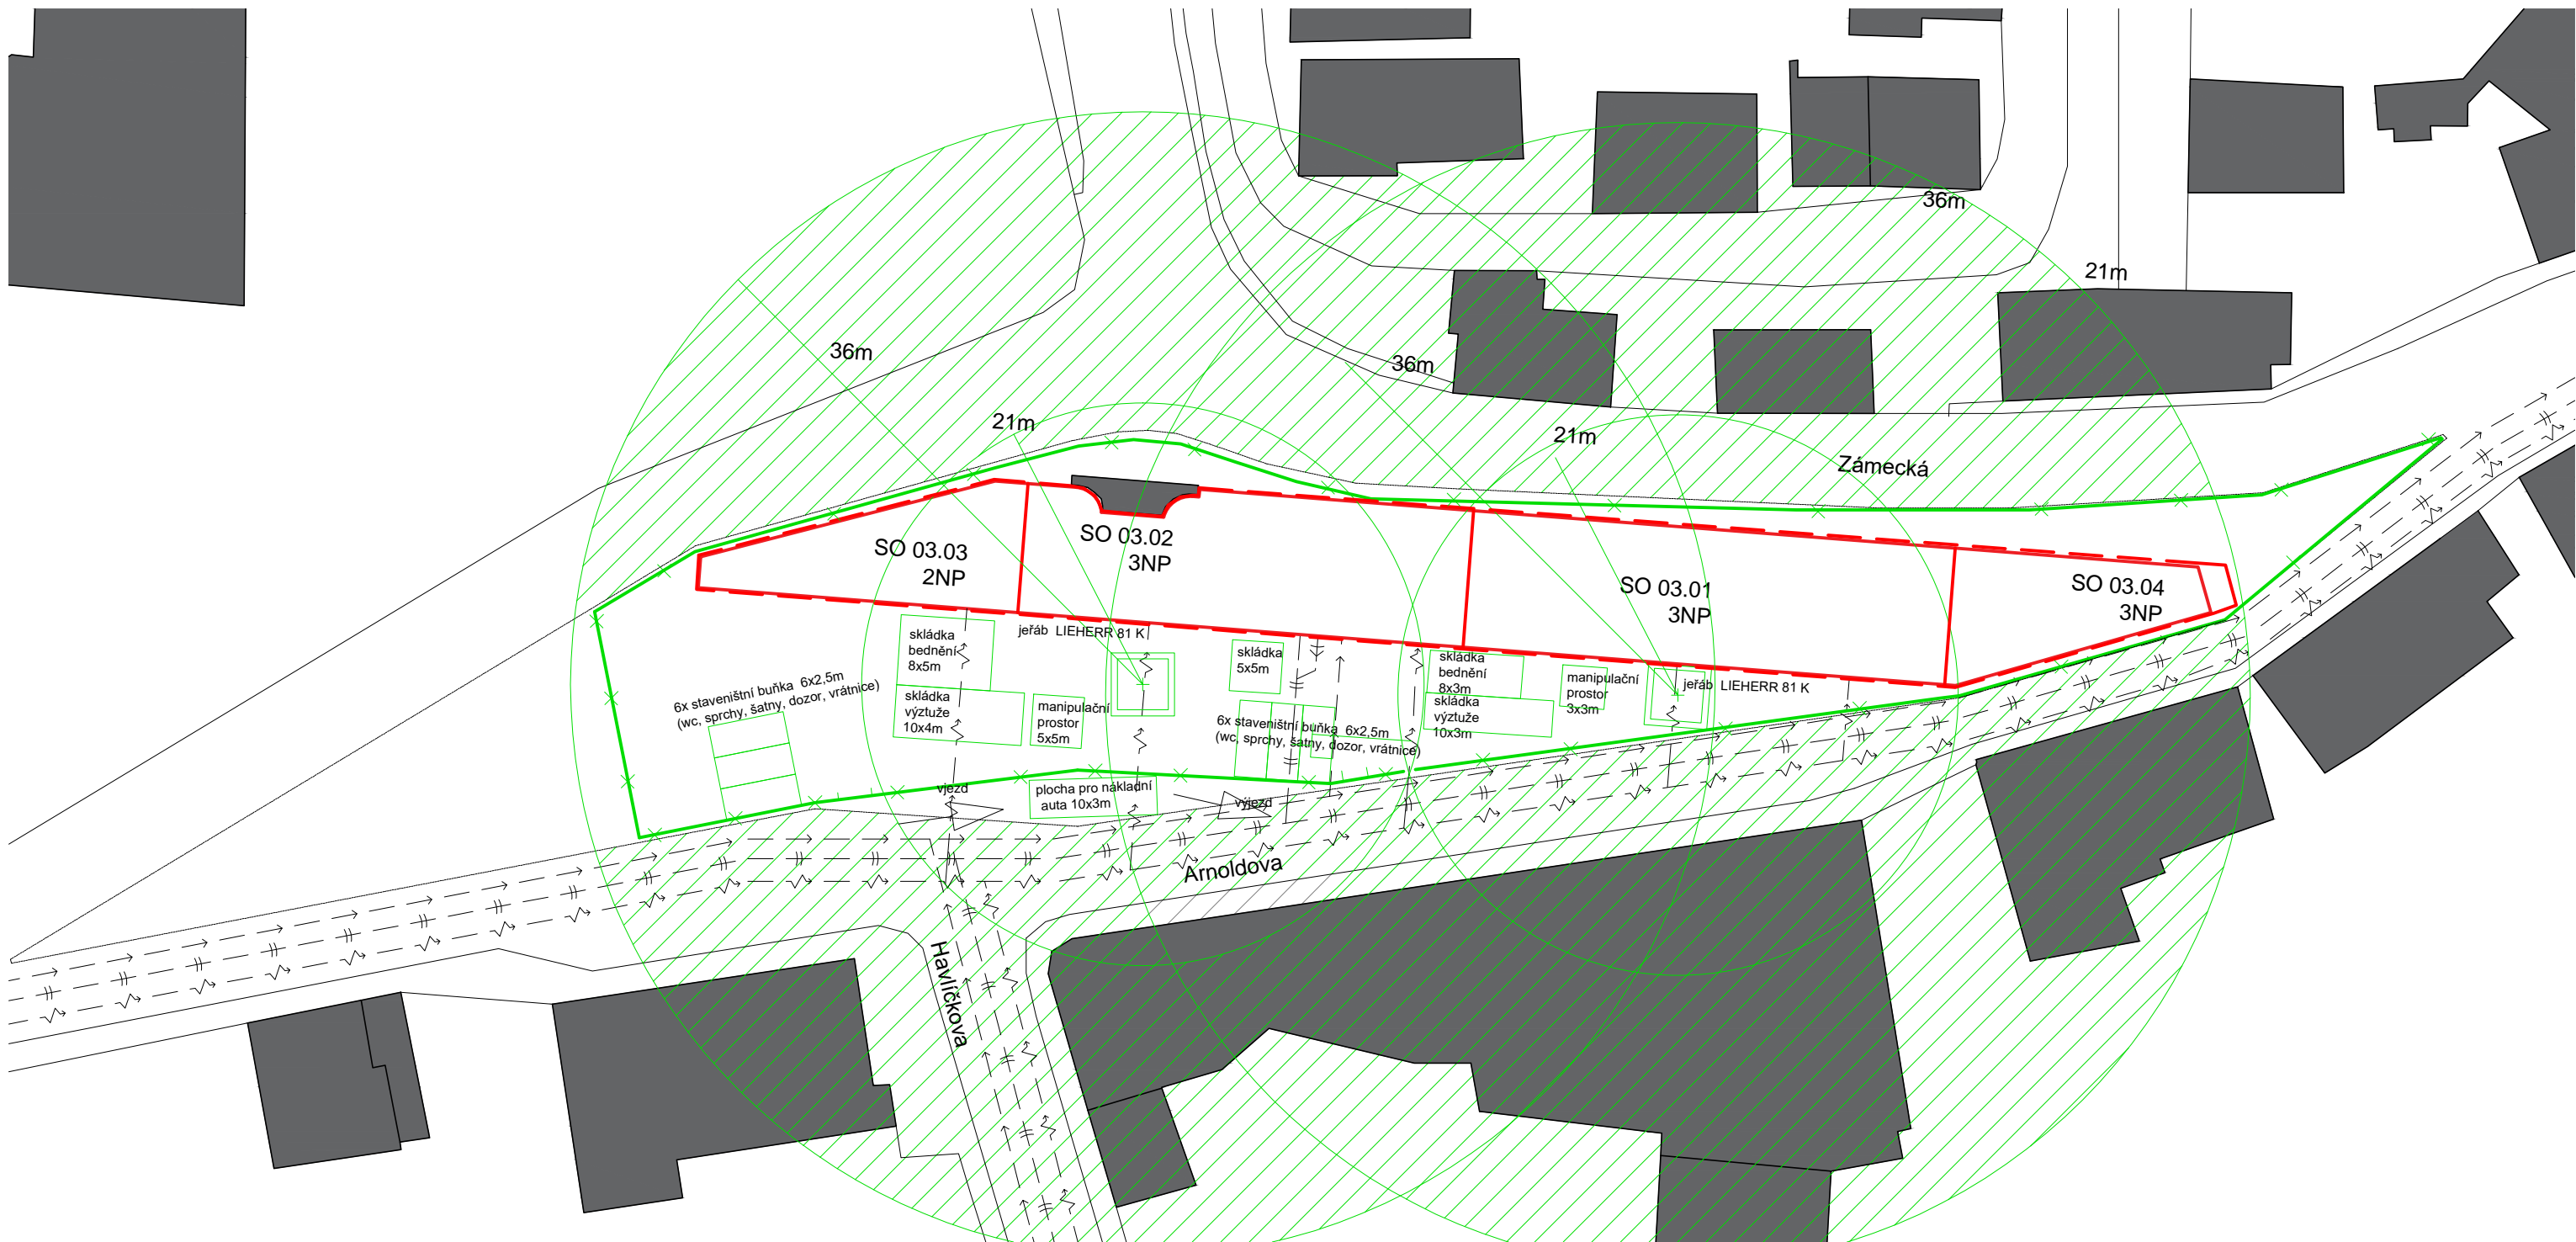 36m
21m
36m
36m
21m
21m
Zámecká
SO 03.03
2NP
SO 03.02
3NP
SO 03.01
3NP
SO 03.04
3NP
skládka
bednění
8x5m
jeřáb LIEHERR 81 K
skládka
5x5m
skládka
bednění
8x3m
manipulační
prostor
3x3m
jeřáb LIEHERR 81 K
6x staveništní buňka 6x2,5m
(wc, sprchy, šatny, dozor, vrátnice)
skládka
výztuže
10x4m
manipulační
prostor
5x5m
6x staveništní buňka 6x2,5m
(wc, sprchy, šatny, dozor, vrátnice)
skládka
výztuže
10x3m
vjezd
plocha pro nákladní
auta 10x3m
výjezd
Arnoldova
Havlíčkova